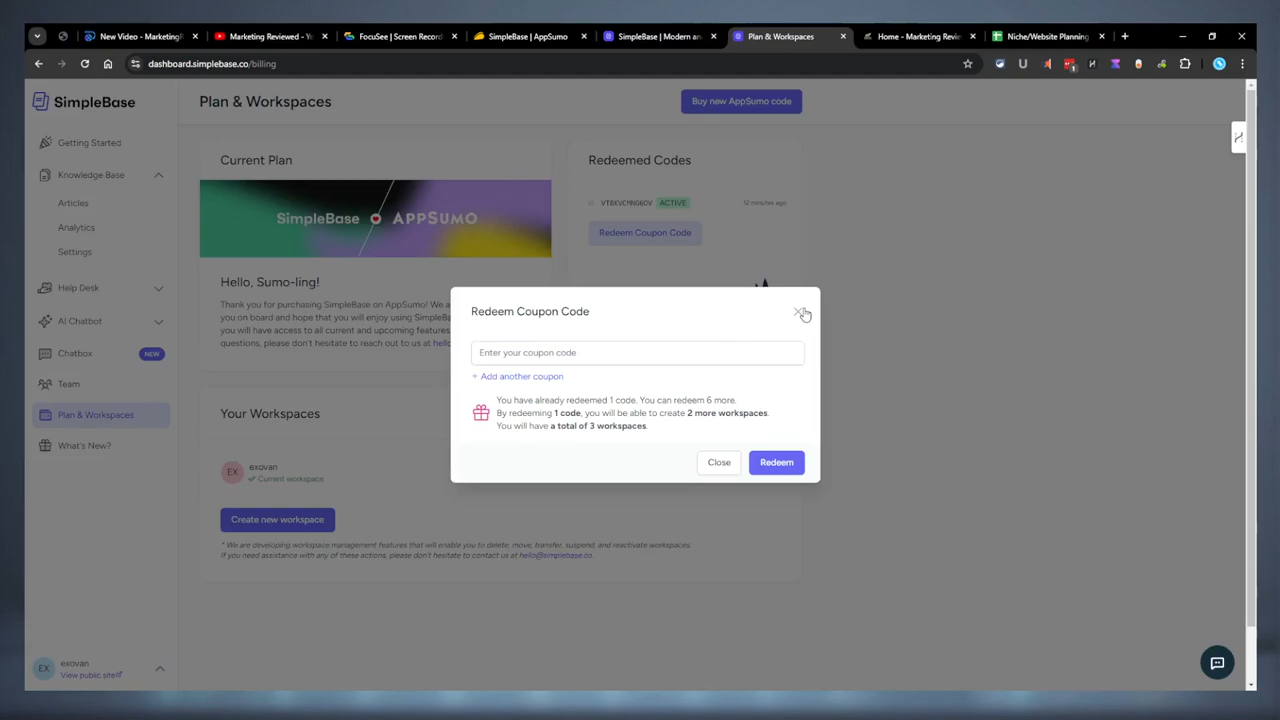 New Video - MarketingR
Marketing Reviewed - Yo
FocuSee | Screen Record
SimpleBase | AppSumo
SimpleBase | Modern and
Plan & Workspaces
Home - Marketing Revie
Niche/Website Planning
dashboard.simplebase.co/billing
SimpleBase
Plan & Workspaces
Buy new AppSumo code
Getting Started
Knowledge Base
Articles
Analytics
Settings
Help Desk
AI Chatbot
Chatbox
NEW
Team
Plan & Workspaces
What's New?
Current Plan
SimpleBase
APPSUMO
Hello, Sumo-ling!
Thank you for purchasing SimpleBase on AppSumo! We a
you on board and hope that you will enjoy using SimpleB
you will have access to all current and upcoming features
questions, please don't hesitate to reach out to us at hell
Redeemed Codes
ACTIVE
12 minutes ago
Redeem Coupon Code
Redeem Coupon Code
Enter your coupon code
+ Add another coupon
You have already redeemed 1 code. You can redeem 6 more.
By redeeming 1 code, you will be able to create 2 more workspaces.
You will have a total of 3 workspaces.
Close
Redeem
Your Workspaces
EX
exovan
Current workspace
Create new workspace
* We are developing workspace management features that will enable you to delete, move, transfer, suspend, and reactivate workspaces.
If you need assistance with any of these actions, please don't hesitate to contact us at hello@simplebase.co.
EX
exovan
View public site